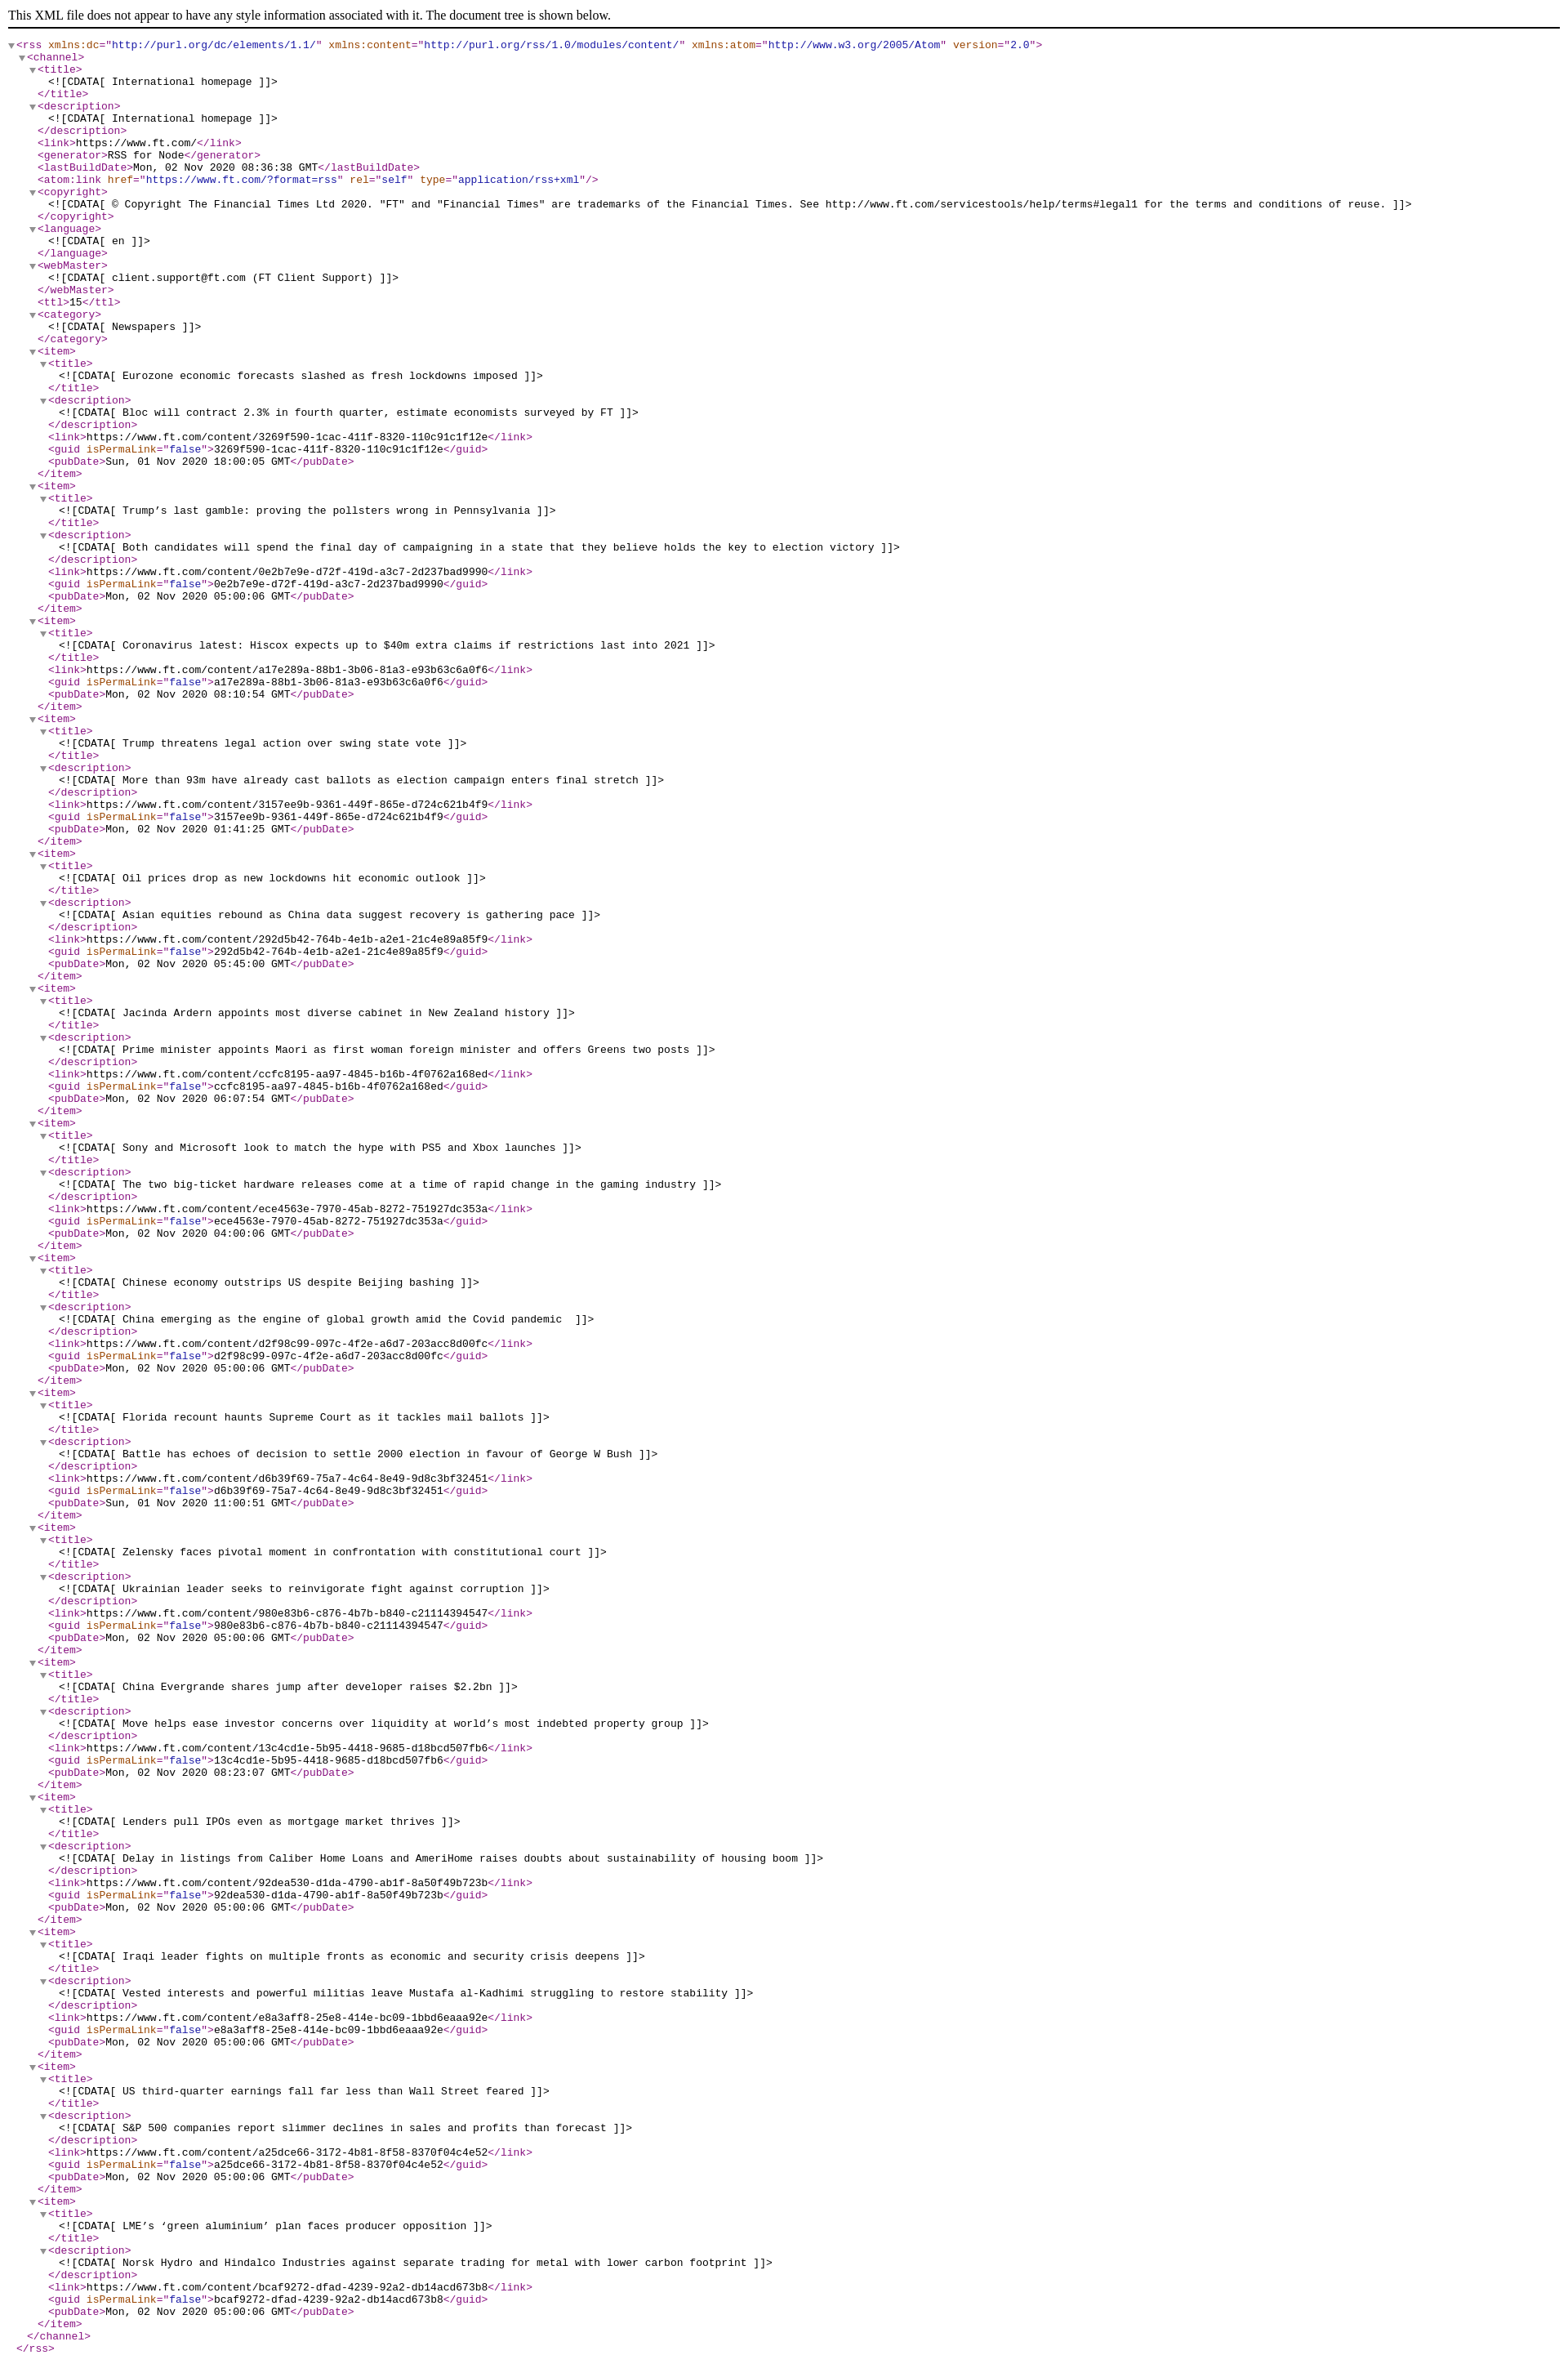 This XML file does not appear to have any style information associated with it. The document tree is shown below.
<rss xmlns:dc="http://purl.org/dc/elements/1.1/" xmlns:content="http://purl.org/rss/1.0/modules/content/" xmlns:atom="http://www.w3.org/2005/Atom" version="2.0">
<channel>
<title>
<![CDATA[ International homepage ]]>
</title>
<description>
<![CDATA[ International homepage ]]>
</description>
<link>https://www.ft.com/</link>
<generator>RSS for Node</generator>
<lastBuildDate>Mon, 02 Nov 2020 08:36:38 GMT</lastBuildDate>
<atom:link href="https://www.ft.com/?format=rss" rel="self" type="application/rss+xml"/>
<copyright>
<![CDATA[ © Copyright The Financial Times Ltd 2020. "FT" and "Financial Times" are trademarks of the Financial Times. See http://www.ft.com/servicestools/help/terms#legal1 for the terms and conditions of reuse. ]]>
</copyright>
<language>
<![CDATA[ en ]]>
</language>
<webMaster>
<![CDATA[ client.support@ft.com (FT Client Support) ]]>
</webMaster>
<ttl>15</ttl>
<category>
<![CDATA[ Newspapers ]]>
</category>
<item>
<title>
<![CDATA[ Eurozone economic forecasts slashed as fresh lockdowns imposed ]]>
</title>
<description>
<![CDATA[ Bloc will contract 2.3% in fourth quarter, estimate economists surveyed by FT ]]>
</description>
<link>https://www.ft.com/content/3269f590-1cac-411f-8320-110c91c1f12e</link>
<guid isPermaLink="false">3269f590-1cac-411f-8320-110c91c1f12e</guid>
<pubDate>Sun, 01 Nov 2020 18:00:05 GMT</pubDate>
</item>
<item>
<title>
<![CDATA[ Trump’s last gamble: proving the pollsters wrong in Pennsylvania ]]>
</title>
<description>
<![CDATA[ Both candidates will spend the final day of campaigning in a state that they believe holds the key to election victory ]]>
</description>
<link>https://www.ft.com/content/0e2b7e9e-d72f-419d-a3c7-2d237bad9990</link>
<guid isPermaLink="false">0e2b7e9e-d72f-419d-a3c7-2d237bad9990</guid>
<pubDate>Mon, 02 Nov 2020 05:00:06 GMT</pubDate>
</item>
<item>
<title>
<![CDATA[ Coronavirus latest: Hiscox expects up to $40m extra claims if restrictions last into 2021 ]]>
</title>
<link>https://www.ft.com/content/a17e289a-88b1-3b06-81a3-e93b63c6a0f6</link>
<guid isPermaLink="false">a17e289a-88b1-3b06-81a3-e93b63c6a0f6</guid>
<pubDate>Mon, 02 Nov 2020 08:10:54 GMT</pubDate>
</item>
<item>
<title>
<![CDATA[ Trump threatens legal action over swing state vote ]]>
</title>
<description>
<![CDATA[ More than 93m have already cast ballots as election campaign enters final stretch ]]>
</description>
<link>https://www.ft.com/content/3157ee9b-9361-449f-865e-d724c621b4f9</link>
<guid isPermaLink="false">3157ee9b-9361-449f-865e-d724c621b4f9</guid>
<pubDate>Mon, 02 Nov 2020 01:41:25 GMT</pubDate>
</item>
<item>
<title>
<![CDATA[ Oil prices drop as new lockdowns hit economic outlook ]]>
</title>
<description>
<![CDATA[ Asian equities rebound as China data suggest recovery is gathering pace ]]>
</description>
<link>https://www.ft.com/content/292d5b42-764b-4e1b-a2e1-21c4e89a85f9</link>
<guid isPermaLink="false">292d5b42-764b-4e1b-a2e1-21c4e89a85f9</guid>
<pubDate>Mon, 02 Nov 2020 05:45:00 GMT</pubDate>
</item>
<item>
<title>
<![CDATA[ Jacinda Ardern appoints most diverse cabinet in New Zealand history ]]>
</title>
<description>
<![CDATA[ Prime minister appoints Maori as first woman foreign minister and offers Greens two posts ]]>
</description>
<link>https://www.ft.com/content/ccfc8195-aa97-4845-b16b-4f0762a168ed</link>
<guid isPermaLink="false">ccfc8195-aa97-4845-b16b-4f0762a168ed</guid>
<pubDate>Mon, 02 Nov 2020 06:07:54 GMT</pubDate>
</item>
<item>
<title>
<![CDATA[ Sony and Microsoft look to match the hype with PS5 and Xbox launches ]]>
</title>
<description>
<![CDATA[ The two big-ticket hardware releases come at a time of rapid change in the gaming industry ]]>
</description>
<link>https://www.ft.com/content/ece4563e-7970-45ab-8272-751927dc353a</link>
<guid isPermaLink="false">ece4563e-7970-45ab-8272-751927dc353a</guid>
<pubDate>Mon, 02 Nov 2020 04:00:06 GMT</pubDate>
</item>
<item>
<title>
<![CDATA[ Chinese economy outstrips US despite Beijing bashing ]]>
</title>
<description>
<![CDATA[ China emerging as the engine of global growth amid the Covid pandemic  ]]>
</description>
<link>https://www.ft.com/content/d2f98c99-097c-4f2e-a6d7-203acc8d00fc</link>
<guid isPermaLink="false">d2f98c99-097c-4f2e-a6d7-203acc8d00fc</guid>
<pubDate>Mon, 02 Nov 2020 05:00:06 GMT</pubDate>
</item>
<item>
<title>
<![CDATA[ Florida recount haunts Supreme Court as it tackles mail ballots ]]>
</title>
<description>
<![CDATA[ Battle has echoes of decision to settle 2000 election in favour of George W Bush ]]>
</description>
<link>https://www.ft.com/content/d6b39f69-75a7-4c64-8e49-9d8c3bf32451</link>
<guid isPermaLink="false">d6b39f69-75a7-4c64-8e49-9d8c3bf32451</guid>
<pubDate>Sun, 01 Nov 2020 11:00:51 GMT</pubDate>
</item>
<item>
<title>
<![CDATA[ Zelensky faces pivotal moment in confrontation with constitutional court ]]>
</title>
<description>
<![CDATA[ Ukrainian leader seeks to reinvigorate fight against corruption ]]>
</description>
<link>https://www.ft.com/content/980e83b6-c876-4b7b-b840-c21114394547</link>
<guid isPermaLink="false">980e83b6-c876-4b7b-b840-c21114394547</guid>
<pubDate>Mon, 02 Nov 2020 05:00:06 GMT</pubDate>
</item>
<item>
<title>
<![CDATA[ China Evergrande shares jump after developer raises $2.2bn ]]>
</title>
<description>
<![CDATA[ Move helps ease investor concerns over liquidity at world’s most indebted property group ]]>
</description>
<link>https://www.ft.com/content/13c4cd1e-5b95-4418-9685-d18bcd507fb6</link>
<guid isPermaLink="false">13c4cd1e-5b95-4418-9685-d18bcd507fb6</guid>
<pubDate>Mon, 02 Nov 2020 08:23:07 GMT</pubDate>
</item>
<item>
<title>
<![CDATA[ Lenders pull IPOs even as mortgage market thrives ]]>
</title>
<description>
<![CDATA[ Delay in listings from Caliber Home Loans and AmeriHome raises doubts about sustainability of housing boom ]]>
</description>
<link>https://www.ft.com/content/92dea530-d1da-4790-ab1f-8a50f49b723b</link>
<guid isPermaLink="false">92dea530-d1da-4790-ab1f-8a50f49b723b</guid>
<pubDate>Mon, 02 Nov 2020 05:00:06 GMT</pubDate>
</item>
<item>
<title>
<![CDATA[ Iraqi leader fights on multiple fronts as economic and security crisis deepens ]]>
</title>
<description>
<![CDATA[ Vested interests and powerful militias leave Mustafa al-Kadhimi struggling to restore stability ]]>
</description>
<link>https://www.ft.com/content/e8a3aff8-25e8-414e-bc09-1bbd6eaaa92e</link>
<guid isPermaLink="false">e8a3aff8-25e8-414e-bc09-1bbd6eaaa92e</guid>
<pubDate>Mon, 02 Nov 2020 05:00:06 GMT</pubDate>
</item>
<item>
<title>
<![CDATA[ US third-quarter earnings fall far less than Wall Street feared ]]>
</title>
<description>
<![CDATA[ S&P 500 companies report slimmer declines in sales and profits than forecast ]]>
</description>
<link>https://www.ft.com/content/a25dce66-3172-4b81-8f58-8370f04c4e52</link>
<guid isPermaLink="false">a25dce66-3172-4b81-8f58-8370f04c4e52</guid>
<pubDate>Mon, 02 Nov 2020 05:00:06 GMT</pubDate>
</item>
<item>
<title>
<![CDATA[ LME’s ‘green aluminium’ plan faces producer opposition ]]>
</title>
<description>
<![CDATA[ Norsk Hydro and Hindalco Industries against separate trading for metal with lower carbon footprint ]]>
</description>
<link>https://www.ft.com/content/bcaf9272-dfad-4239-92a2-db14acd673b8</link>
<guid isPermaLink="false">bcaf9272-dfad-4239-92a2-db14acd673b8</guid>
<pubDate>Mon, 02 Nov 2020 05:00:06 GMT</pubDate>
</item>
</channel>
</rss>